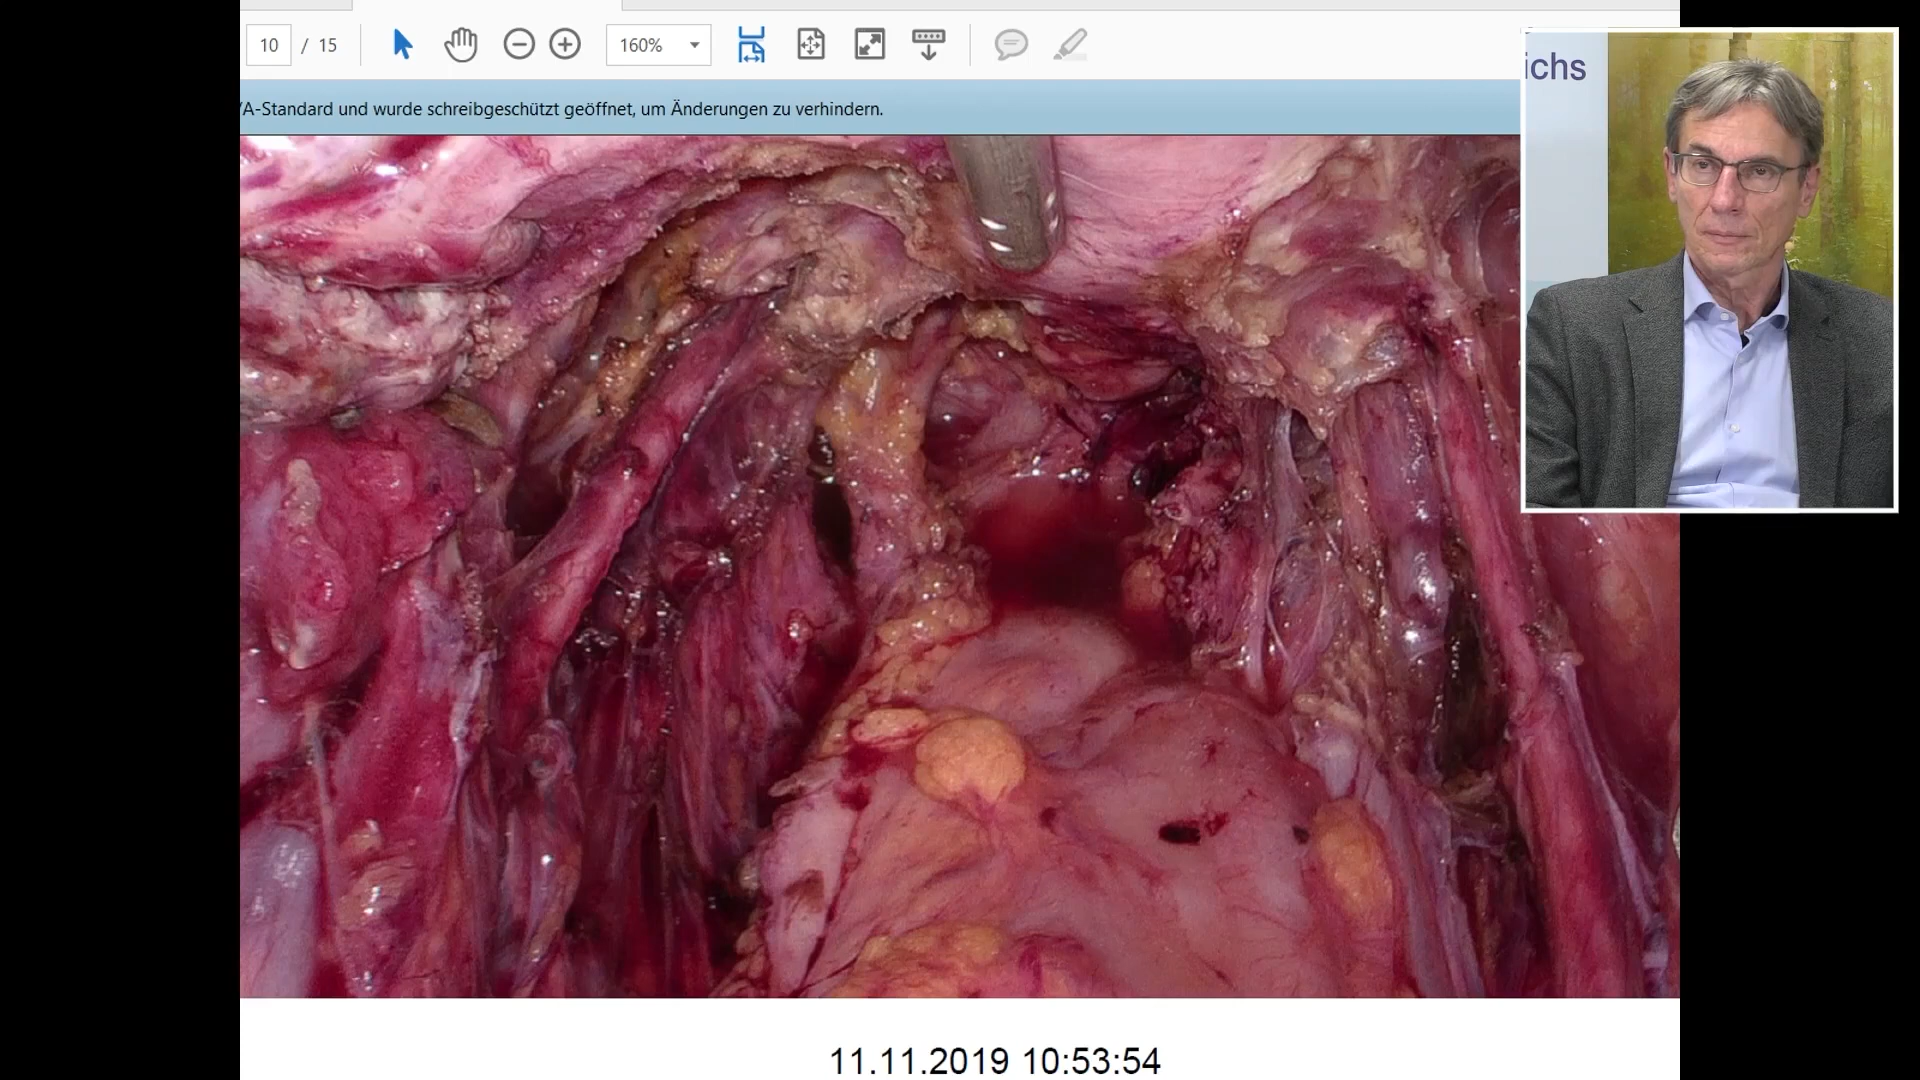 10 / 15
160%
/A-Standard und wurde schreibgeschützt geöffnet, um Änderungen zu verhindern.
ichs
11.11.2019 10:53:54